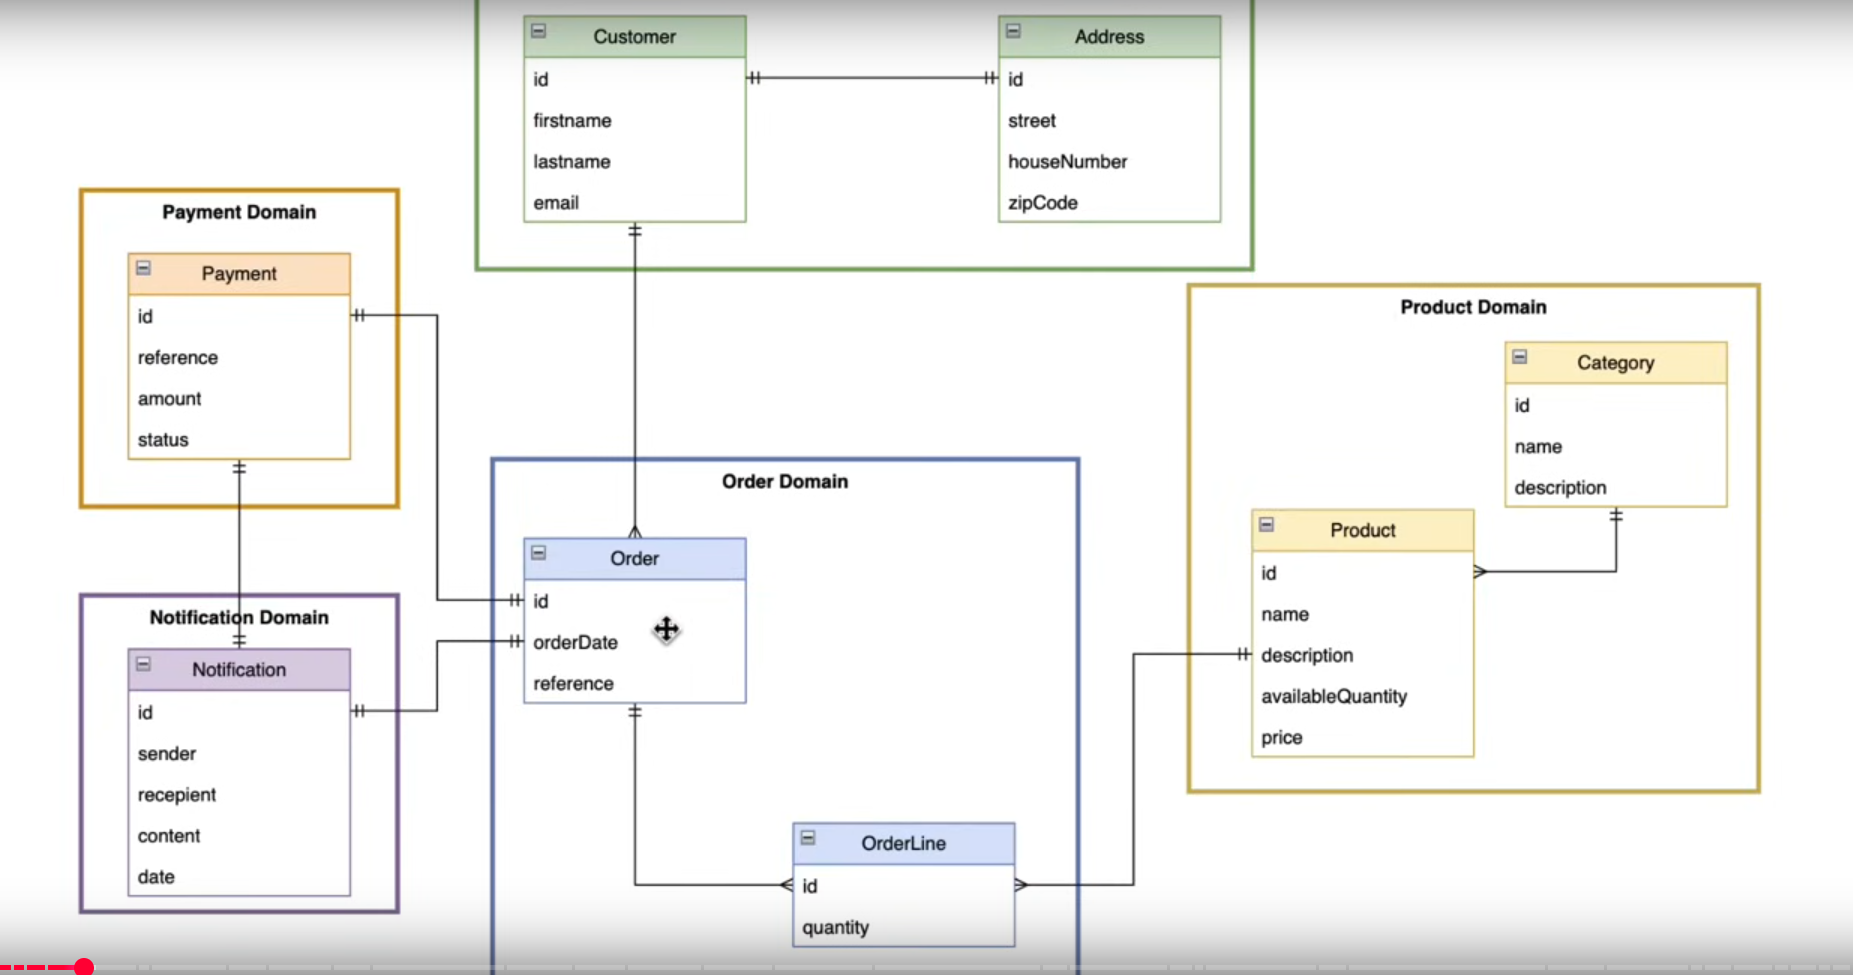 Customer
id
firstname
lastname
email
Address
id
street
houseNumber
zipCode
Payment Domain
Payment
id
reference
amount
status
Product Domain
Category
id
name
description
Product
id
name
description
availableQuantity
price
Order Domain
Order
id
orderDate
reference
OrderLine
id
quantity
Notification Domain
Notification
id
sender
recepient
content
date